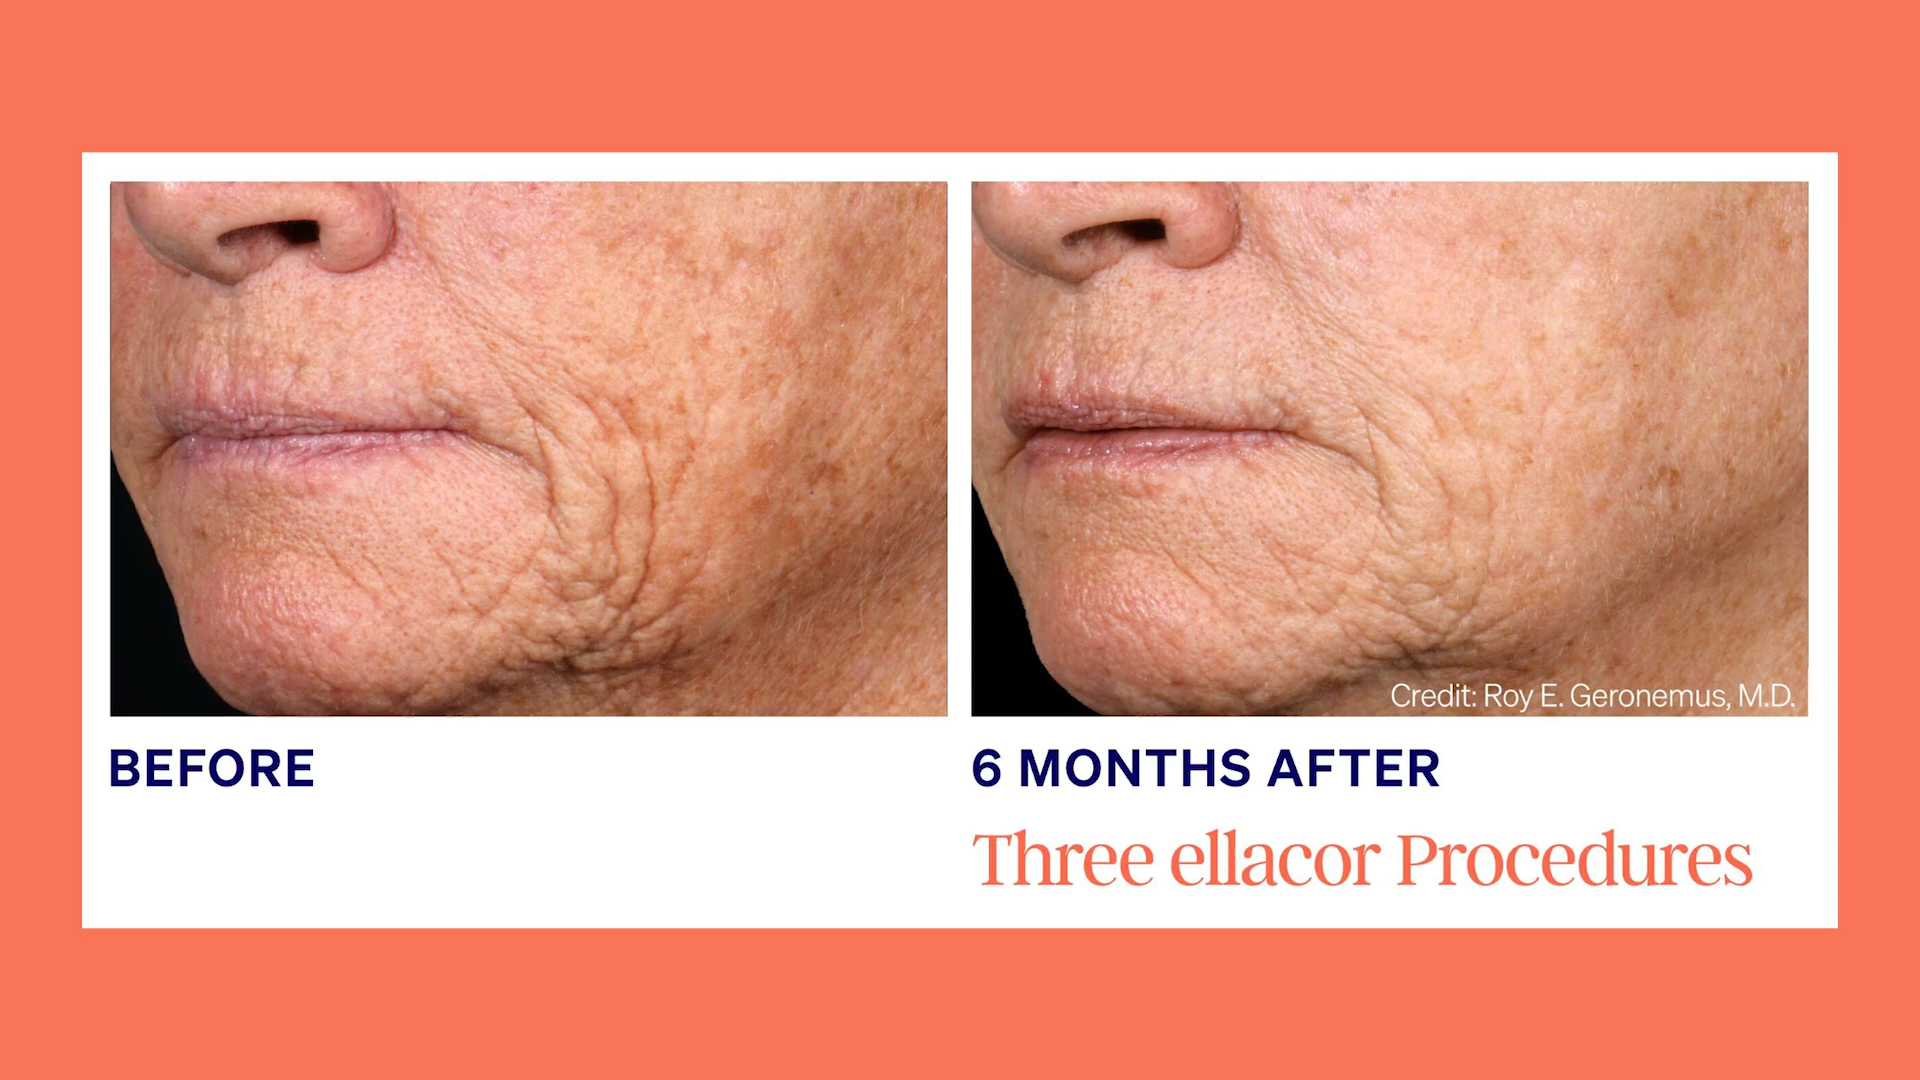 Credit: Roy E. Geronemus, M.D.
BEFORE
6 MONTHS AFTER
Three ellacor Procedures